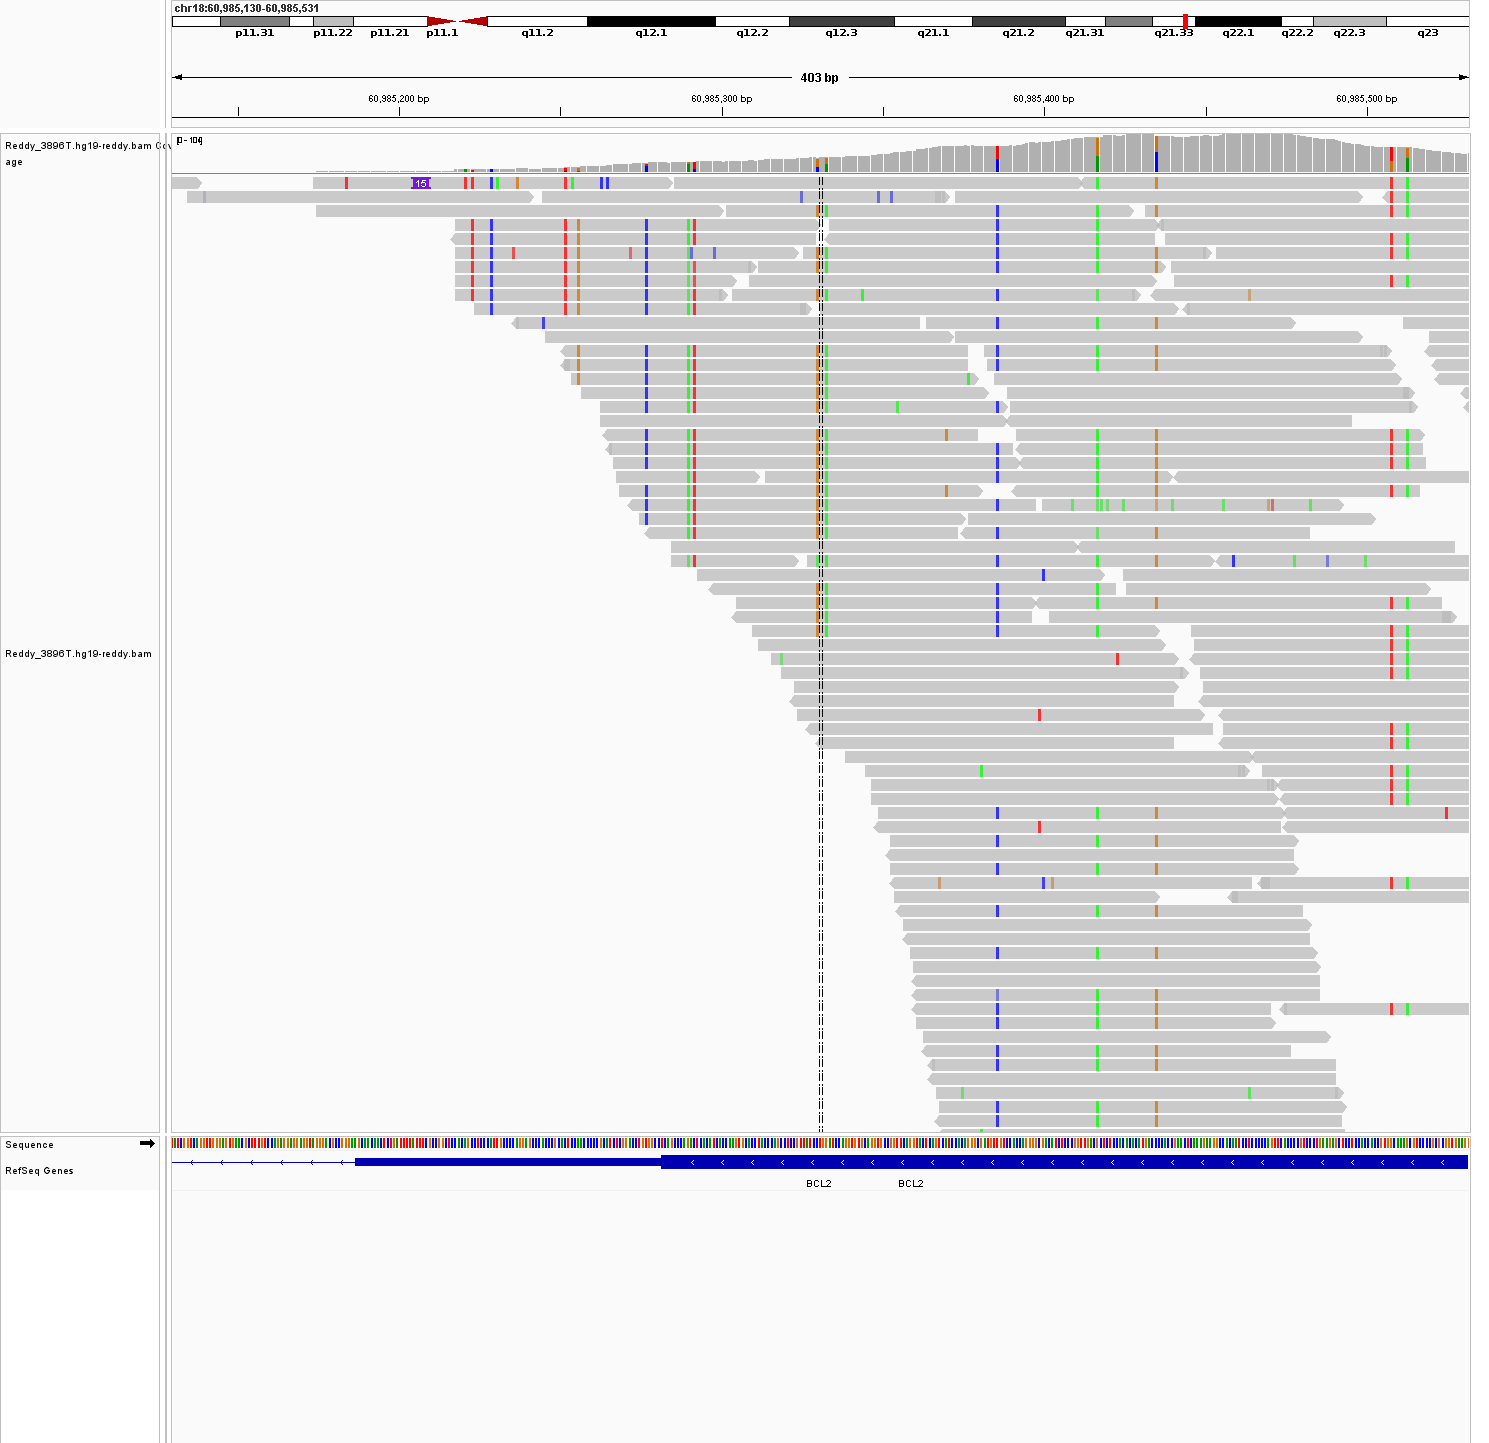 chr18:60,985,130-60,985,531
p11.31 p11.22 p11.21 p11.1 q11.2 q12.1 q12.2 q12.3 q21.1 q21.2 q21.31 q21.33 q22.1 q22.2 q22.3 q23
403 bp
60,985,200 bp 60,985,300 bp 60,985,400 bp 60,985,500 bp
Reddy_3896T.hg19-reddy.bam Cov
age
[0 - 104]
15
Reddy_3896T.hg19-reddy.bam
Sequence
RefSeq Genes
BCL2 BCL2